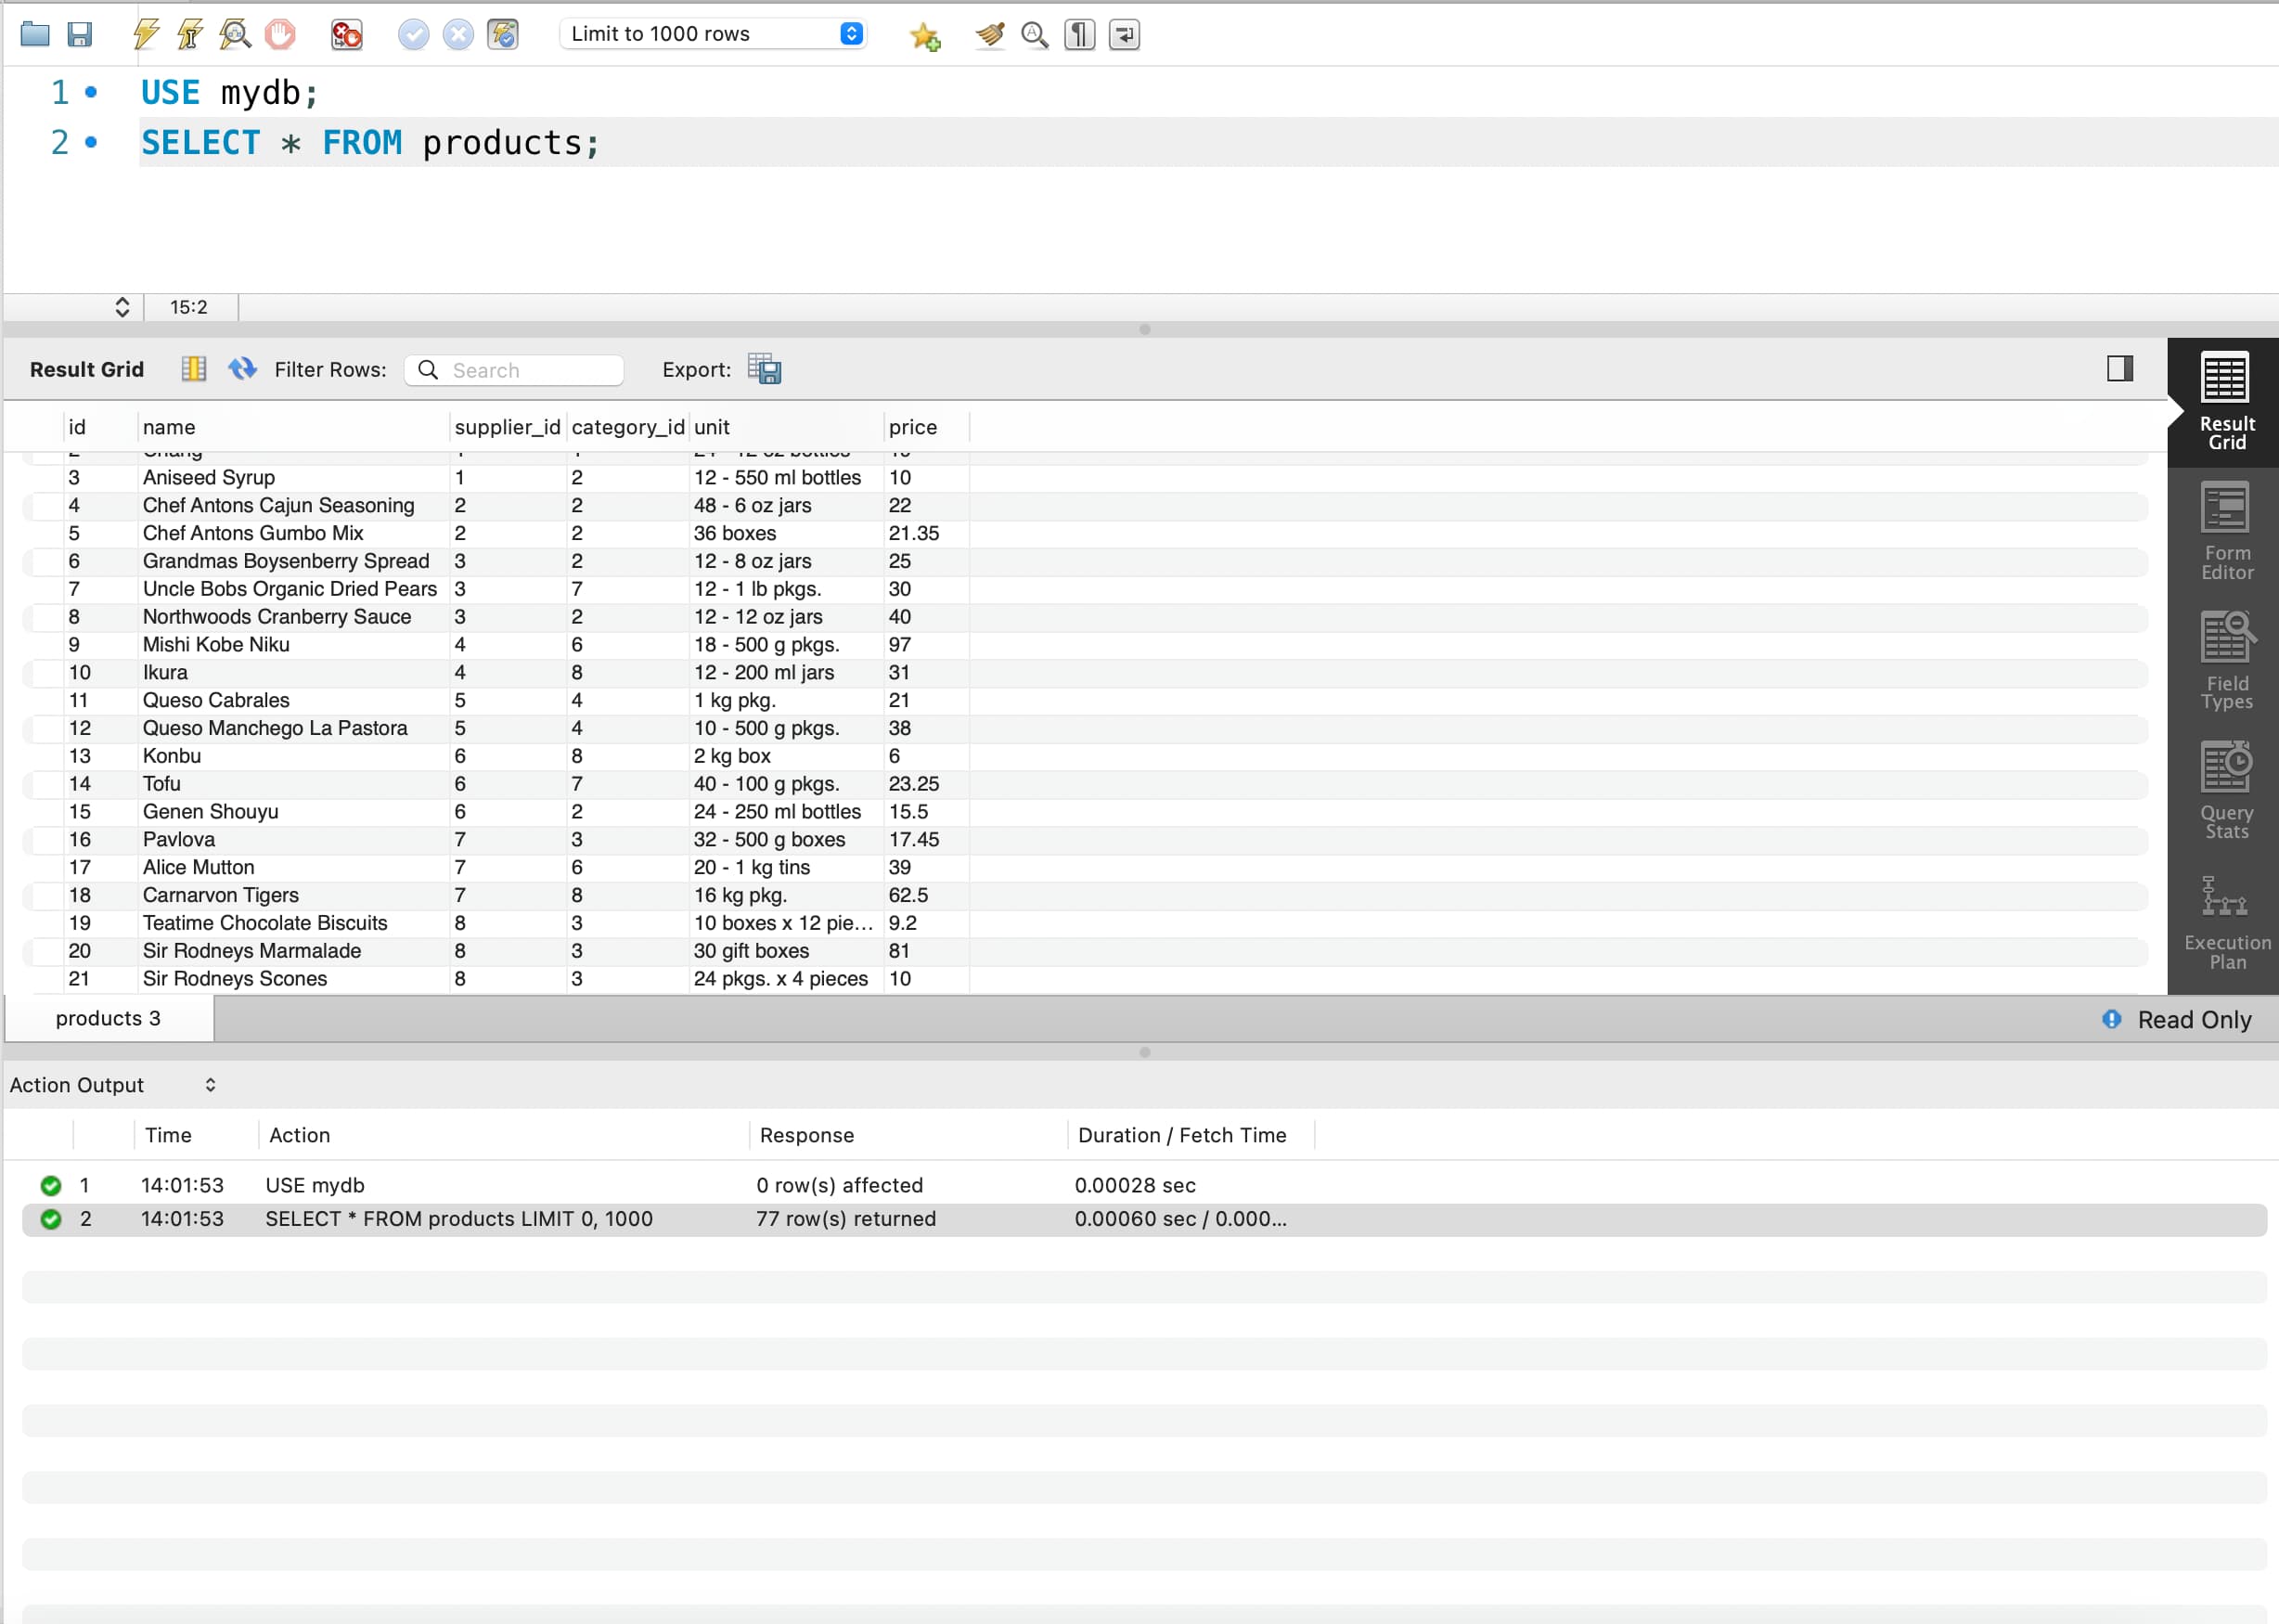 Limit to 1000 rows
1 USE mydb;
2 SELECT * FROM products;
15:2
Result Grid Filter Rows: Search Export:
id name supplier_id category_id unit price
3 Aniseed Syrup 1 2 12 - 550 ml bottles 10
4 Chef Antons Cajun Seasoning 2 2 48 - 6 oz jars 22
5 Chef Antons Gumbo Mix 2 2 36 boxes 21.35
6 Grandmas Boysenberry Spread 3 2 12 - 8 oz jars 25
7 Uncle Bobs Organic Dried Pears 3 7 12 - 1 lb pkgs. 30
8 Northwoods Cranberry Sauce 3 2 12 - 12 oz jars 40
9 Mishi Kobe Niku 4 6 18 - 500 g pkgs. 97
10 Ikura 4 8 12 - 200 ml jars 31
11 Queso Cabrales 5 4 1 kg pkg. 21
12 Queso Manchego La Pastora 5 4 10 - 500 g pkgs. 38
13 Konbu 6 8 2 kg box 6
14 Tofu 6 7 40 - 100 g pkgs. 23.25
15 Genen Shouyu 6 2 24 - 250 ml bottles 15.5
16 Pavlova 7 3 32 - 500 g boxes 17.45
17 Alice Mutton 7 6 20 - 1 kg tins 39
18 Carnarvon Tigers 7 8 16 kg pkg. 62.5
19 Teatime Chocolate Biscuits 8 3 10 boxes x 12 pie... 9.2
20 Sir Rodneys Marmalade 8 3 30 gift boxes 81
21 Sir Rodneys Scones 8 3 24 pkgs. x 4 pieces 10
Result
Grid
Form
Editor
Field
Types
Query
Stats
Execution
Plan
products 3 Read Only
Action Output
Time Action Response Duration / Fetch Time
1 14:01:53 USE mydb 0 row(s) affected 0.00028 sec
2 14:01:53 SELECT * FROM products LIMIT 0, 1000 77 row(s) returned 0.00060 sec / 0.000...